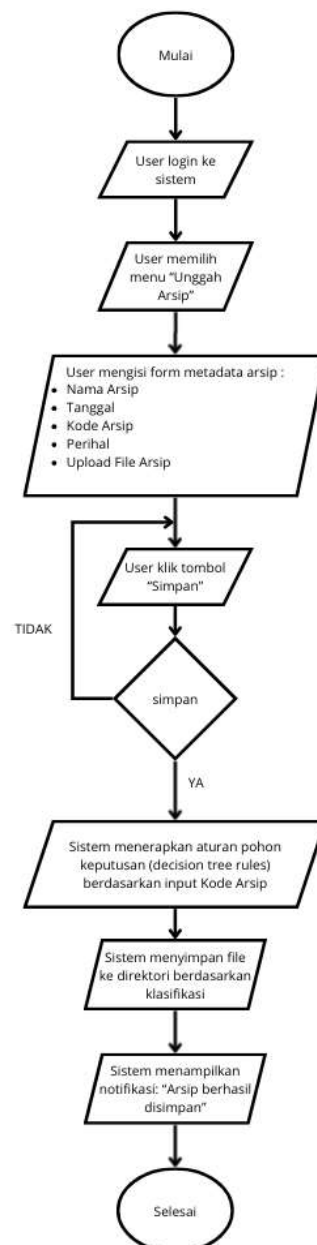 Mulai
User login ke
sistem
User memilih
menu “Unggah
Arsip”
User mengisi form metadata arsip :
• Nama Arsip
• Tanggal
• Kode Arsip
• Perihal
• Upload File Arsip
User klik tombol
“Simpan”
TIDAK
simpan
YA
Sistem menerapkan aturan pohon
keputusan (decision tree rules)
berdasarkan input Kode Arsip
Sistem menyimpan file
ke direktori berdasarkan
klasifikasi
Sistem menampilkan
notifikasi: “Arsip berhasil
disimpan”
Selesai